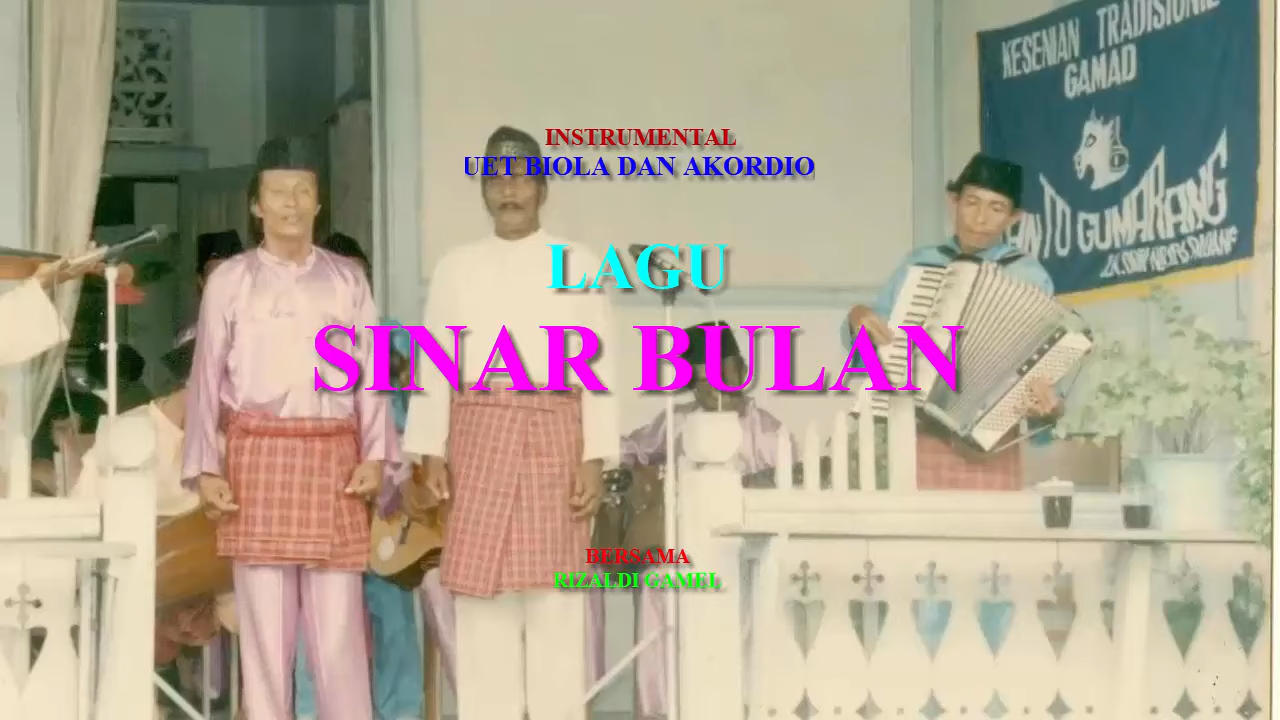 KESENIAN TRADISIONIL
GAMAD
GUMARANG
INSTRUMENTAL
UET BIOLA DAN AKORDIO
LAGU
SINAR BULAN
BERSAMA
RIZALDI GAMEL